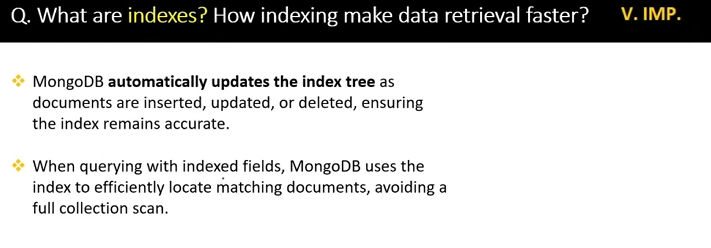 Q. What are indexes? How indexing make data retrieval faster? V. IMP.
MongoDB automatically updates the index tree as
documents are inserted, updated, or deleted, ensuring
the index remains accurate.
When querying with indexed fields, MongoDB uses the
index to efficiently locate matching documents, avoiding a
full collection scan.